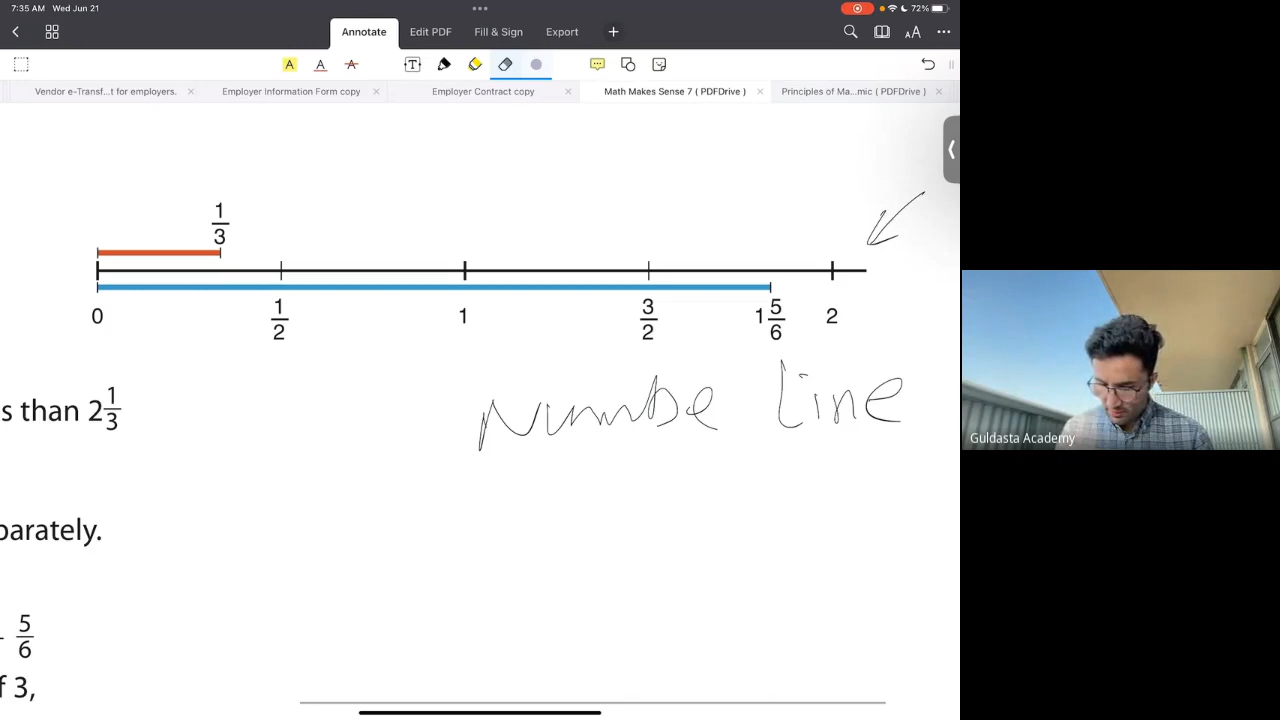 7:35 AM Wed Jun 21
72%
Annotate Edit PDF Fill & Sign Export
Vendor e-Transf...t for employers. Employer Information Form copy Employer Contract copy Math Makes Sense 7 ( PDFDrive ) Principles of Ma...mic ( PDFDrive )
1/3
0 1/2 1 3/2 1 5/6 2
s than 2 1/3
Numbe line
parately.
- 5/6
f 3,
Guldasta Academy